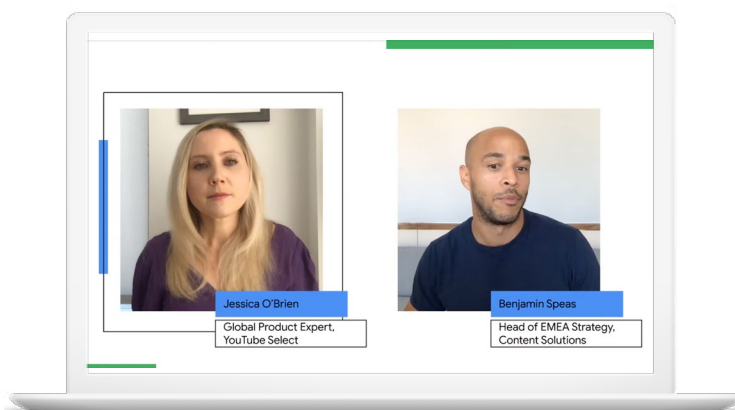 Jessica O'Brien
Global Product Expert,
YouTube Select
Benjamin Speas
Head of EMEA Strategy,
Content Solutions